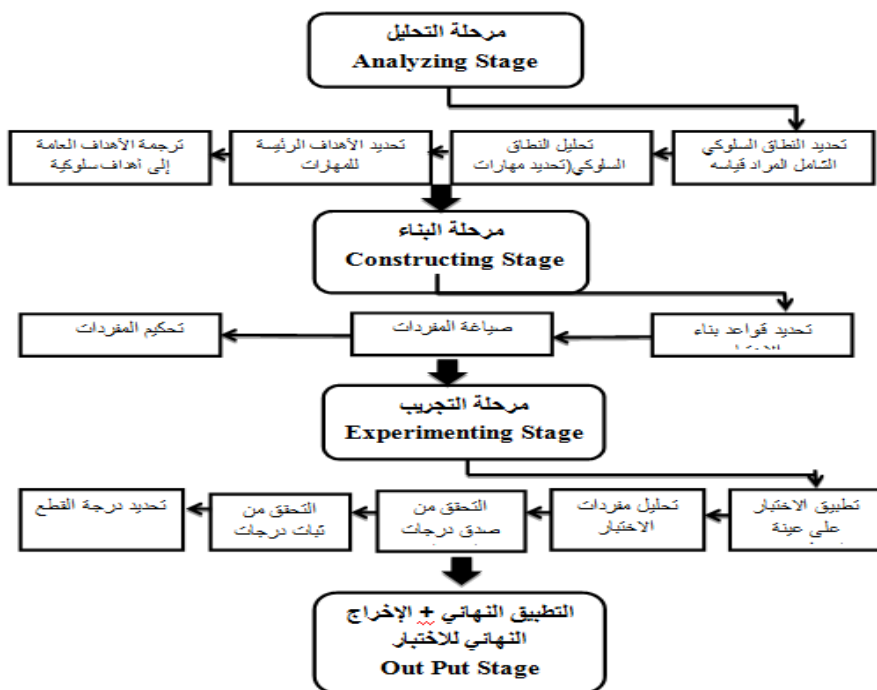 مرحلة التحليل
Analyzing Stage
تحديد النطاق السلوكي
الشامل المراد قياسه
تحليل النطاق
السلوكي(تحديد مهارات
تحديد الأهداف الرئيسة
للمهارات
ترجمة الأهداف العامة
إلى أهداف سلوكية
مرحلة البناء
Constructing Stage
تحديد قواعد بناء
صياغة المفردات
تحكيم المفردات
مرحلة التجريب
Experimenting Stage
تطبيق الاختبار
على عينة
تحليل مفردات
الاختبار
التحقق من
صدق درجات
التحقق من
ثبات درجات
تحديد درجة القطع
التطبيق النهائي + الإخراج
النهائي للاختبار
Out Put Stage